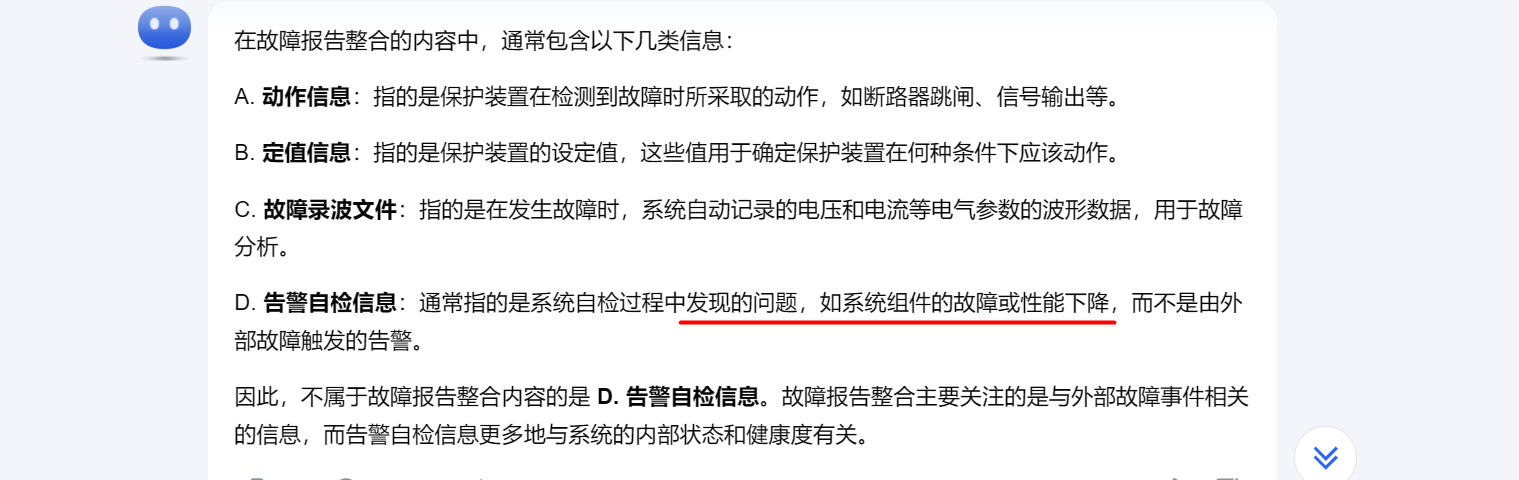 在故障报告整合的内容中，通常包含以下几类信息：
A. 动作信息：指的是保护装置在检测到故障时所采取的动作，如断路器跳闸、信号输出等。
B. 定值信息：指的是保护装置的设定值，这些值用于确定保护装置在何种条件下应该动作。
C. 故障录波文件：指的是在发生故障时，系统自动记录的电压和电流等电气参数的波形数据，用于故障
分析。
D. 告警自检信息：通常指的是系统自检过程中发现的问题，如系统组件的故障或性能下降，而不是由外
部故障触发的告警。
因此，不属于故障报告整合内容的是 D. 告警自检信息。故障报告整合主要关注的是与外部故障事件相关
的信息，而告警自检信息更多地与系统的内部状态和健康度有关。